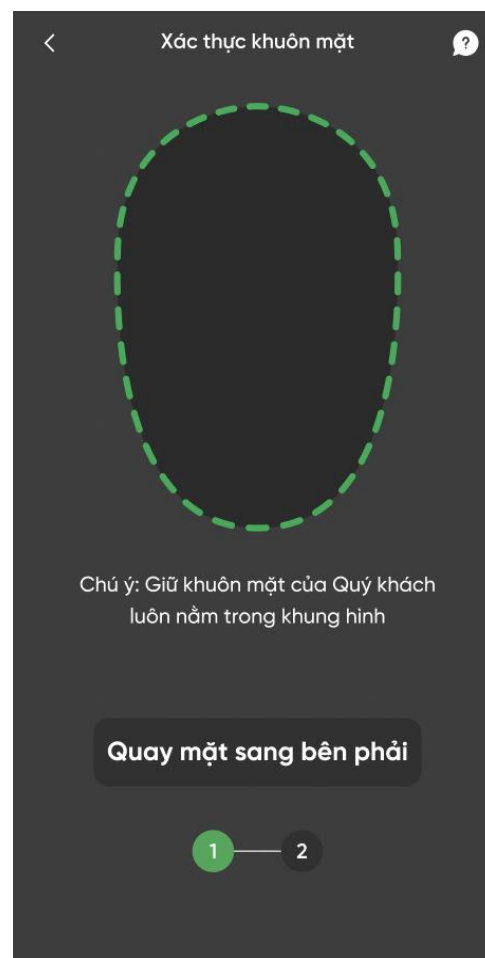 Xác thực khuôn mặt
?
Chú ý: Giữ khuôn mặt của Quý khách
luôn nằm trong khung hình
Quay mặt sang bên phải
1 2